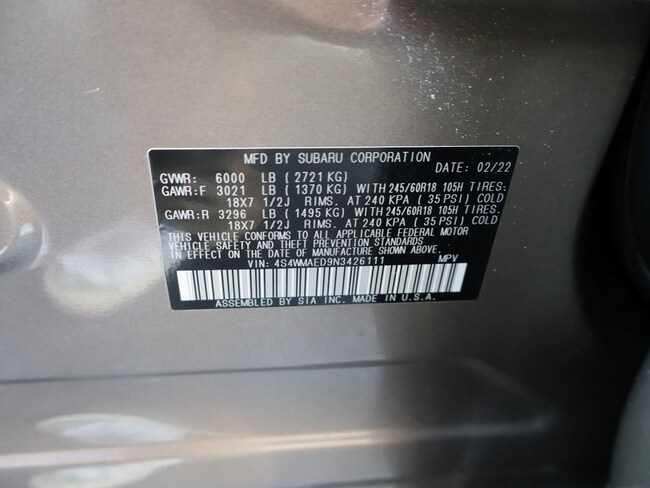 MFD BY SUBARU CORPORATION DATE: 02/22
GVWR: 6000 LB ( 2721 KG)
GAWR:F 3021 LB ( 1370 KG) WITH 245/60R18 105H TIRES:
18X7 1/2J RIMS. AT 240 KPA ( 35 PSI) COLD
GAWR:R 3296 LB ( 1495 KG) WITH 245/60R18 105H TIRES:
18X7 1/2J RIMS. AT 240 KPA ( 35 PSI) COLD
THIS VEHICLE CONFORMS TO ALL APPLICABLE FEDERAL MOTOR
VEHICLE SAFETY AND THEFT PREVENTION STANDARDS
IN EFFECT ON THE DATE OF MANUFACTURE SHOWN ABOVE.
VIN: 4S4WMAED9N3426111 MPV
ASSEMBLED BY SIA INC. MADE IN U.S.A.